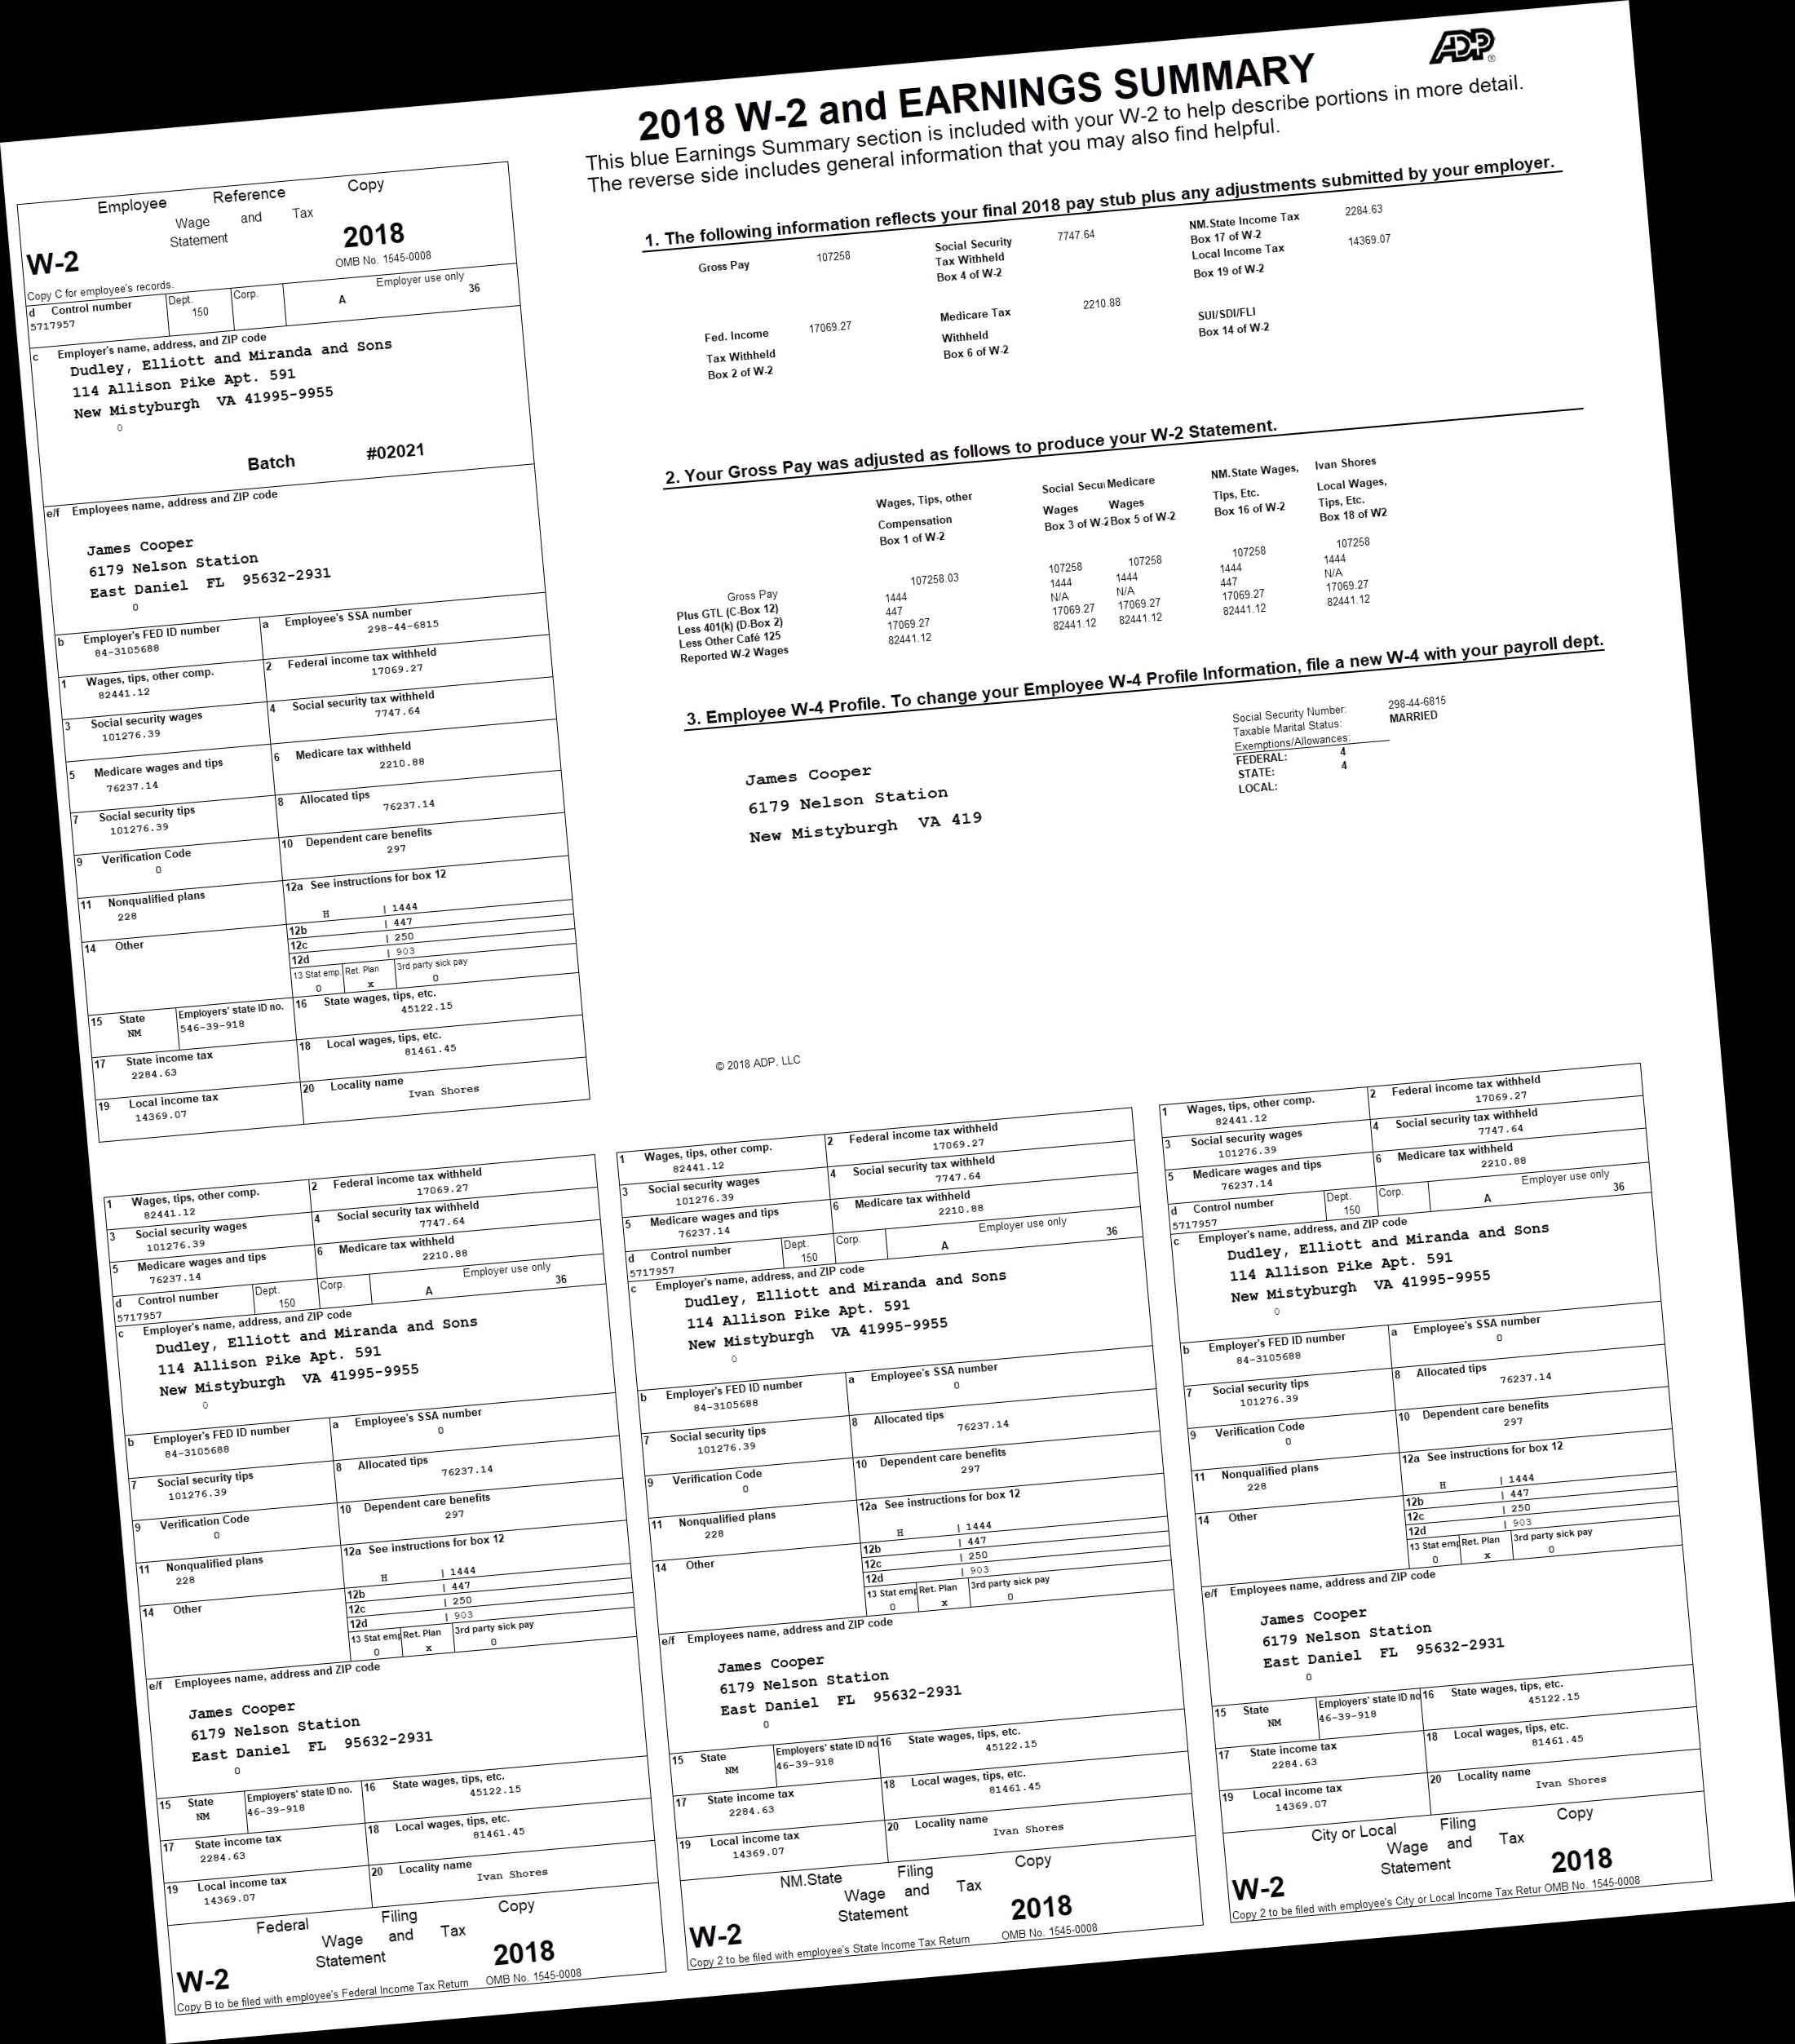 2018 W-2 and EARNINGS SUMMARY
ADP®
This blue Earnings Summary section is included with your W-2 to help describe portions in more detail.
The reverse side includes general information that you may also find helpful.
Employee Reference Copy
Wage and Tax
Statement
W-2 2018
OMB No. 1545-0008
Copy C for employee's records.
d Control number Dept. Corp. Employer use only
5717957 150 A 36
c Employer's name, address, and ZIP code
Dudley, Elliott and Miranda and Sons
114 Allison Pike Apt. 591
New Mistyburgh VA 41995-9955
0
Batch #02021
e/f Employees name, address and ZIP code
James Cooper
6179 Nelson Station
East Daniel FL 95632-2931
0
b Employer's FED ID number a Employee's SSA number
84-3105688 298-44-6815
1 Wages, tips, other comp. 2 Federal income tax withheld
82441.12 17069.27
3 Social security wages 4 Social security tax withheld
101276.39 7747.64
5 Medicare wages and tips 6 Medicare tax withheld
76237.14 2210.88
7 Social security tips 8 Allocated tips
101276.39 76237.14
9 Verification Code 10 Dependent care benefits
0 297
11 Nonqualified plans 12a See instructions for box 12
228 H | 1444
14 Other 12b | 447
12c | 250
12d | 903
13 Stat emp. Ret. Plan 3rd party sick pay
0 x 0
15 State Employers' state ID no. 16 State wages, tips, etc.
NM 546-39-918 45122.15
17 State income tax 18 Local wages, tips, etc.
2284.63 81461.45
19 Local income tax 20 Locality name
14369.07 Ivan Shores
1. The following information reflects your final 2018 pay stub plus any adjustments submitted by your employer.
Gross Pay 107258 Social Security 7747.64 NM.State Income Tax 2284.63
Tax Withheld Box 17 of W-2
Box 4 of W-2 Local Income Tax 14369.07
Box 19 of W-2
Fed. Income 17069.27 Medicare Tax 2210.88 SUI/SDI/FLI
Tax Withheld Withheld Box 14 of W-2
Box 2 of W-2 Box 6 of W-2
2. Your Gross Pay was adjusted as follows to produce your W-2 Statement.
Wages, Tips, other Social Secu Medicare NM.State Wages, Ivan Shores
Compensation Wages Wages Tips, Etc. Local Wages,
Box 1 of W-2 Box 3 of W-2 Box 5 of W-2 Box 16 of W-2 Tips, Etc.
Box 18 of W2
Gross Pay 107258.03 107258 107258 107258 107258
Plus GTL (C-Box 12) 1444 1444 1444 1444 1444
Less 401(k) (D-Box 2) 447 N/A N/A 447 N/A
Less Other Café 125 17069.27 17069.27 17069.27 17069.27 17069.27
Reported W-2 Wages 82441.12 82441.12 82441.12 82441.12 82441.12
3. Employee W-4 Profile. To change your Employee W-4 Profile Information, file a new W-4 with your payroll dept.
James Cooper
6179 Nelson Station
New Mistyburgh VA 419
Social Security Number: 298-44-6815
Taxable Marital Status: MARRIED
Exemptions/Allowances:
FEDERAL: 4
STATE: 4
LOCAL:
© 2018 ADP, LLC
1 Wages, tips, other comp. 2 Federal income tax withheld
82441.12 17069.27
3 Social security wages 4 Social security tax withheld
101276.39 7747.64
5 Medicare wages and tips 6 Medicare tax withheld
76237.14 2210.88
d Control number Dept. Corp. Employer use only
5717957 150 A 36
c Employer's name, address, and ZIP code
Dudley, Elliott and Miranda and Sons
114 Allison Pike Apt. 591
New Mistyburgh VA 41995-9955
0
b Employer's FED ID number a Employee's SSA number
84-3105688 0
7 Social security tips 8 Allocated tips
101276.39 76237.14
9 Verification Code 10 Dependent care benefits
0 297
11 Nonqualified plans 12a See instructions for box 12
228 H | 1444
14 Other 12b | 447
12c | 250
12d | 903
13 Stat emp Ret. Plan 3rd party sick pay
0 x 0
e/f Employees name, address and ZIP code
James Cooper
6179 Nelson Station
East Daniel FL 95632-2931
0
15 State Employers' state ID no. 16 State wages, tips, etc.
NM 46-39-918 45122.15
17 State income tax 18 Local wages, tips, etc.
2284.63 81461.45
19 Local income tax 20 Locality name
14369.07 Ivan Shores
Federal Filing Copy
Wage and Tax
Statement
W-2 2018
Copy B to be filed with employee's Federal Income Tax Return OMB No. 1545-0008
1 Wages, tips, other comp. 2 Federal income tax withheld
82441.12 17069.27
3 Social security wages 4 Social security tax withheld
101276.39 7747.64
5 Medicare wages and tips 6 Medicare tax withheld
76237.14 2210.88
d Control number Dept. Corp. Employer use only
5717957 150 A 36
c Employer's name, address, and ZIP code
Dudley, Elliott and Miranda and Sons
114 Allison Pike Apt. 591
New Mistyburgh VA 41995-9955
0
b Employer's FED ID number a Employee's SSA number
84-3105688 0
7 Social security tips 8 Allocated tips
101276.39 76237.14
9 Verification Code 10 Dependent care benefits
0 297
11 Nonqualified plans 12a See instructions for box 12
228 H | 1444
14 Other 12b | 447
12c | 250
12d | 903
13 Stat emp Ret. Plan 3rd party sick pay
0 x 0
e/f Employees name, address and ZIP code
James Cooper
6179 Nelson Station
East Daniel FL 95632-2931
0
15 State Employers' state ID no 16 State wages, tips, etc.
NM 46-39-918 45122.15
17 State income tax 18 Local wages, tips, etc.
2284.63 81461.45
19 Local income tax 20 Locality name
14369.07 Ivan Shores
NM.State Filing Copy
Wage and Tax
Statement
W-2 2018
Copy 2 to be filed with employee's State Income Tax Return OMB No. 1545-0008
1 Wages, tips, other comp. 2 Federal income tax withheld
82441.12 17069.27
3 Social security wages 4 Social security tax withheld
101276.39 7747.64
5 Medicare wages and tips 6 Medicare tax withheld
76237.14 2210.88
d Control number Dept. Corp. Employer use only
5717957 150 A 36
c Employer's name, address, and ZIP code
Dudley, Elliott and Miranda and Sons
114 Allison Pike Apt. 591
New Mistyburgh VA 41995-9955
0
b Employer's FED ID number a Employee's SSA number
84-3105688 0
7 Social security tips 8 Allocated tips
101276.39 76237.14
9 Verification Code 10 Dependent care benefits
0 297
11 Nonqualified plans 12a See instructions for box 12
228 H | 1444
14 Other 12b | 447
12c | 250
12d | 903
13 Stat emp Ret. Plan 3rd party sick pay
0 x 0
e/f Employees name, address and ZIP code
James Cooper
6179 Nelson Station
East Daniel FL 95632-2931
0
15 State Employers' state ID no 16 State wages, tips, etc.
NM 46-39-918 45122.15
17 State income tax 18 Local wages, tips, etc.
2284.63 81461.45
19 Local income tax 20 Locality name
14369.07 Ivan Shores
City or Local Filing Copy
Wage and Tax
Statement
W-2 2018
Copy 2 to be filed with employee's City or Local Income Tax Retur OMB No. 1545-0008